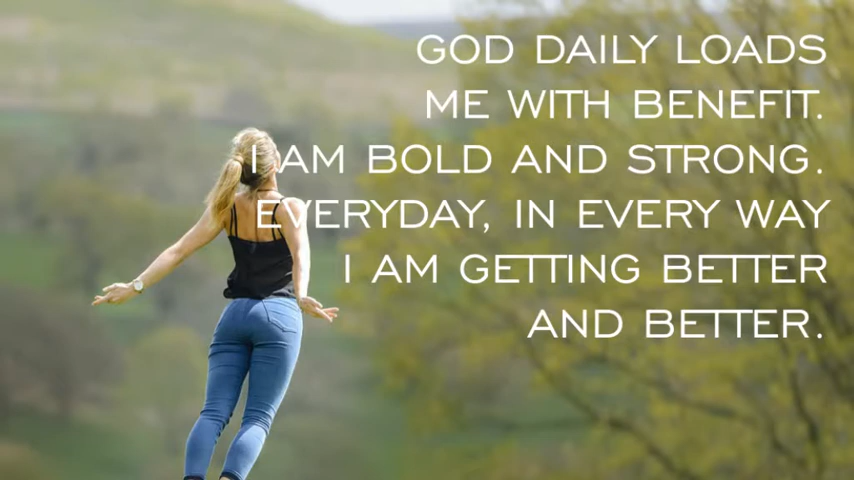 GOD DAILY LOADS
ME WITH BENEFIT.
I AM BOLD AND STRONG.
EVERYDAY, IN EVERY WAY
I AM GETTING BETTER
AND BETTER.